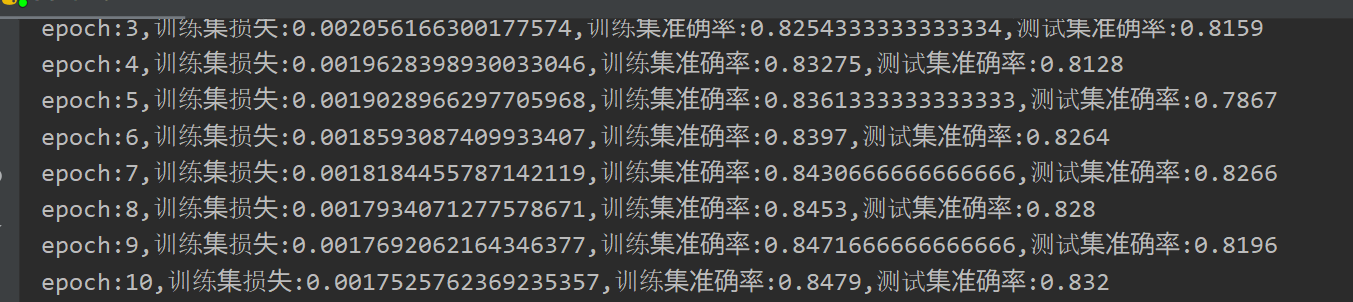 epoch:3,训练集损失:0.002056166300177574,训练集准确率:0.8254333333333334,测试集准确率:0.8159
epoch:4,训练集损失:0.0019628398930033046,训练集准确率:0.83275,测试集准确率:0.8128
epoch:5,训练集损失:0.0019028966297705968,训练集准确率:0.8361333333333333,测试集准确率:0.7867
epoch:6,训练集损失:0.001859308740993340​7,训练集准确率:0.8397,测试集准确率:0.8264
epoch:7,训练集损失:0.0018184455787142119,训练集准确率:0.8430666666666666,测试集准确率:0.8266
epoch:8,训练集损失:0.0017934071277578671,训练集准确率:0.8453,测试集准确率:0.828
epoch:9,训练集损失:0.0017692062164346377,训练集准确率:0.8471666666666666,测试集准确率:0.8196
epoch:10,训练集损失:0.0017525762369235357,训练集准确率:0.8479,测试集准确率:0.832